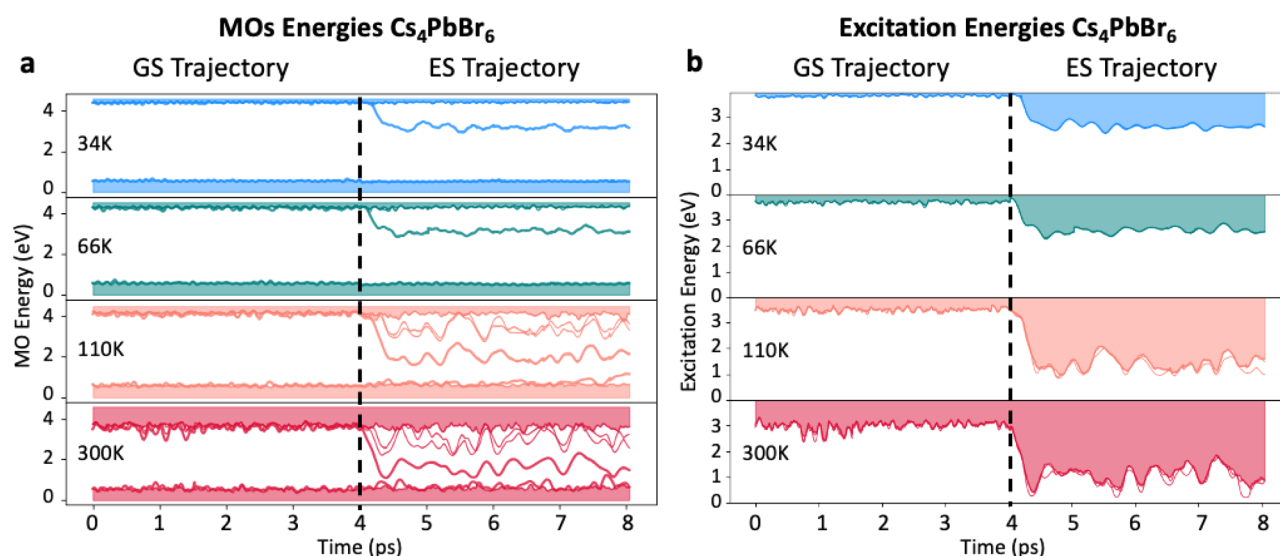 MOs Energies Cs₄PbBr₆
a
GS Trajectory
ES Trajectory
MO Energy (eV)
4
2
0
34K
4
2
0
66K
4
2
0
110K
4
2
0
300K
0 1 2 3 4 5 6 7 8
Time (ps)
Excitation Energies Cs₄PbBr₆
b
GS Trajectory
ES Trajectory
Excitation Energy (eV)
3
2
1
0
34K
3
2
1
0
66K
3
2
1
0
110K
3
2
1
0
300K
0 1 2 3 4 5 6 7 8
Time (ps)